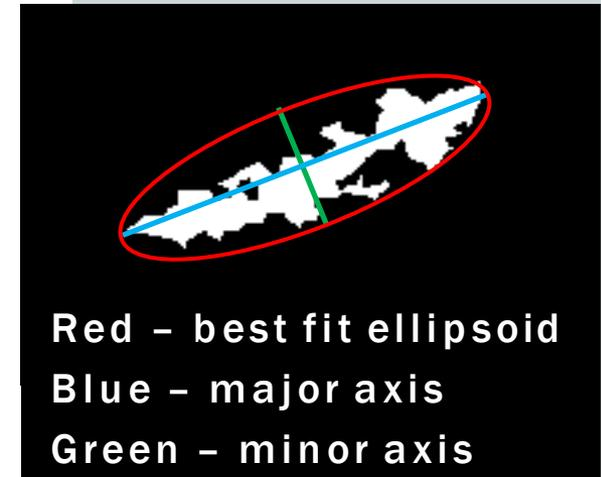 Red – best fit ellipsoid
Blue – major axis
Green – minor axis